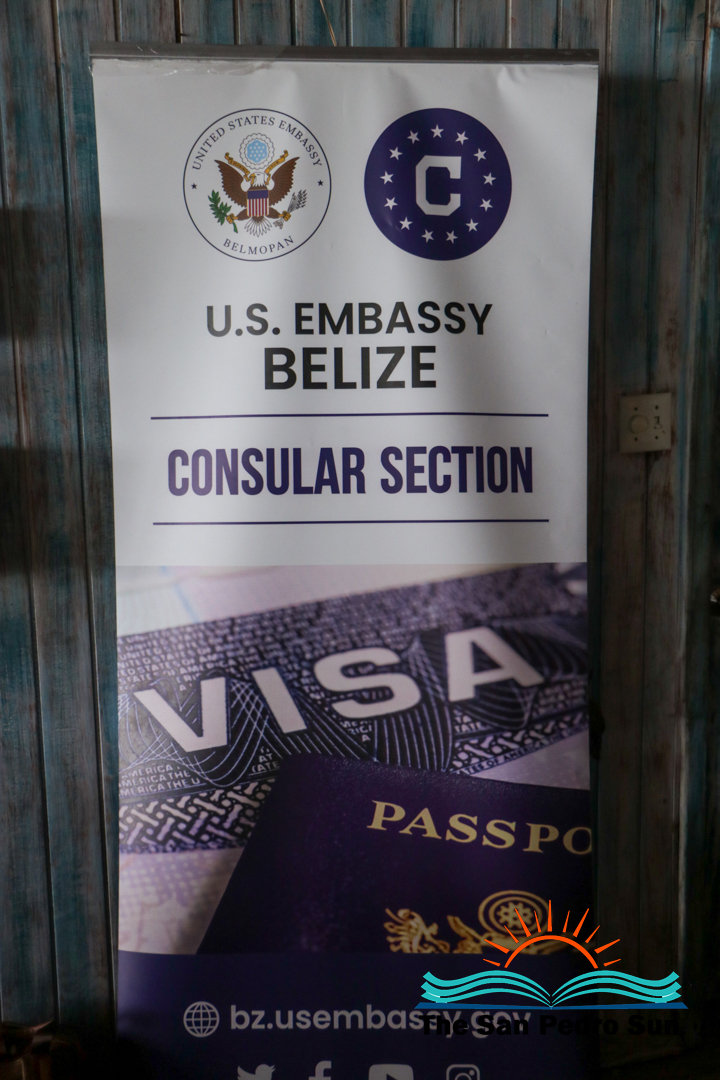 UNITED STATES EMBASSY
BELMOPAN
C
U.S. EMBASSY
BELIZE
CONSULAR SECTION
VISA
PASSPO
bz.usembassy.gov
The San Pedro Sun